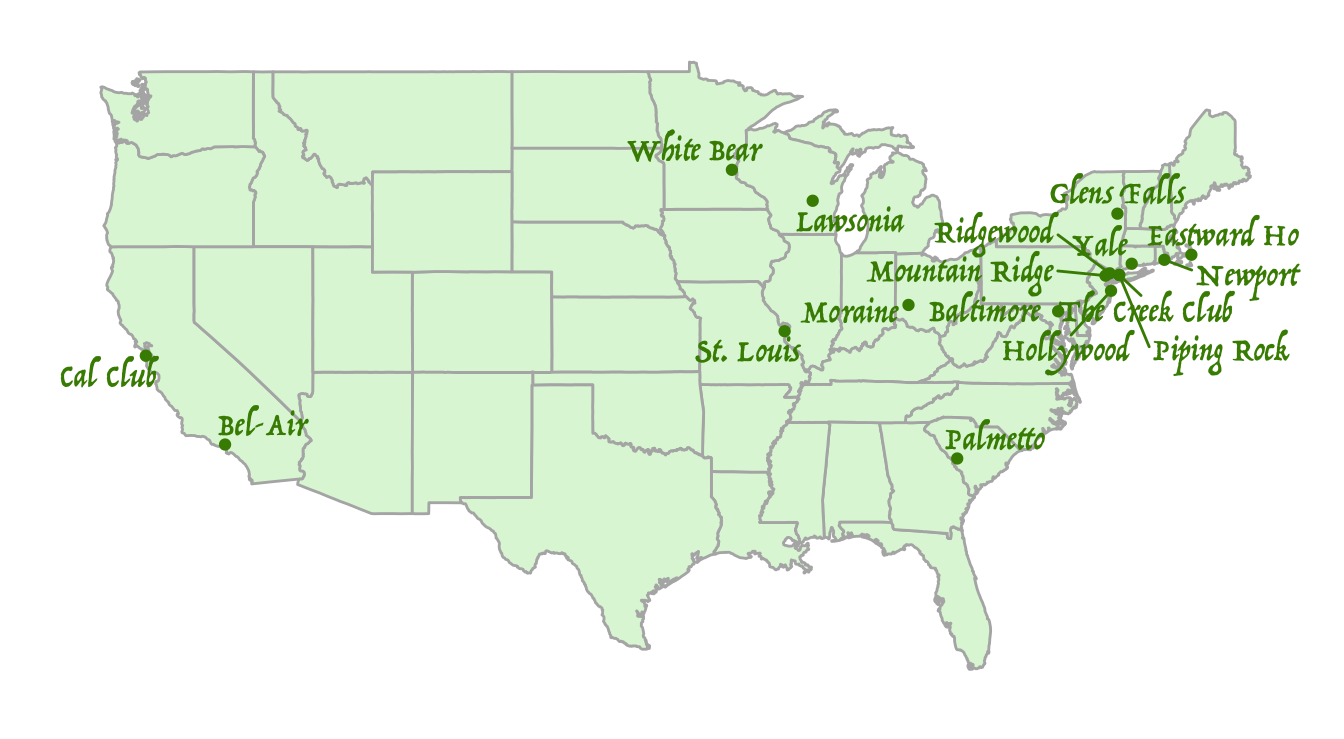 White Bear
Glens Falls
Lawsonia
Ridgewood
Yale
Eastward Ho
Mountain Ridge
Newport
Moraine
Baltimore
The Creek Club
St. Louis
Hollywood
Piping Rock
Cal Club
Bel-Air
Palmetto